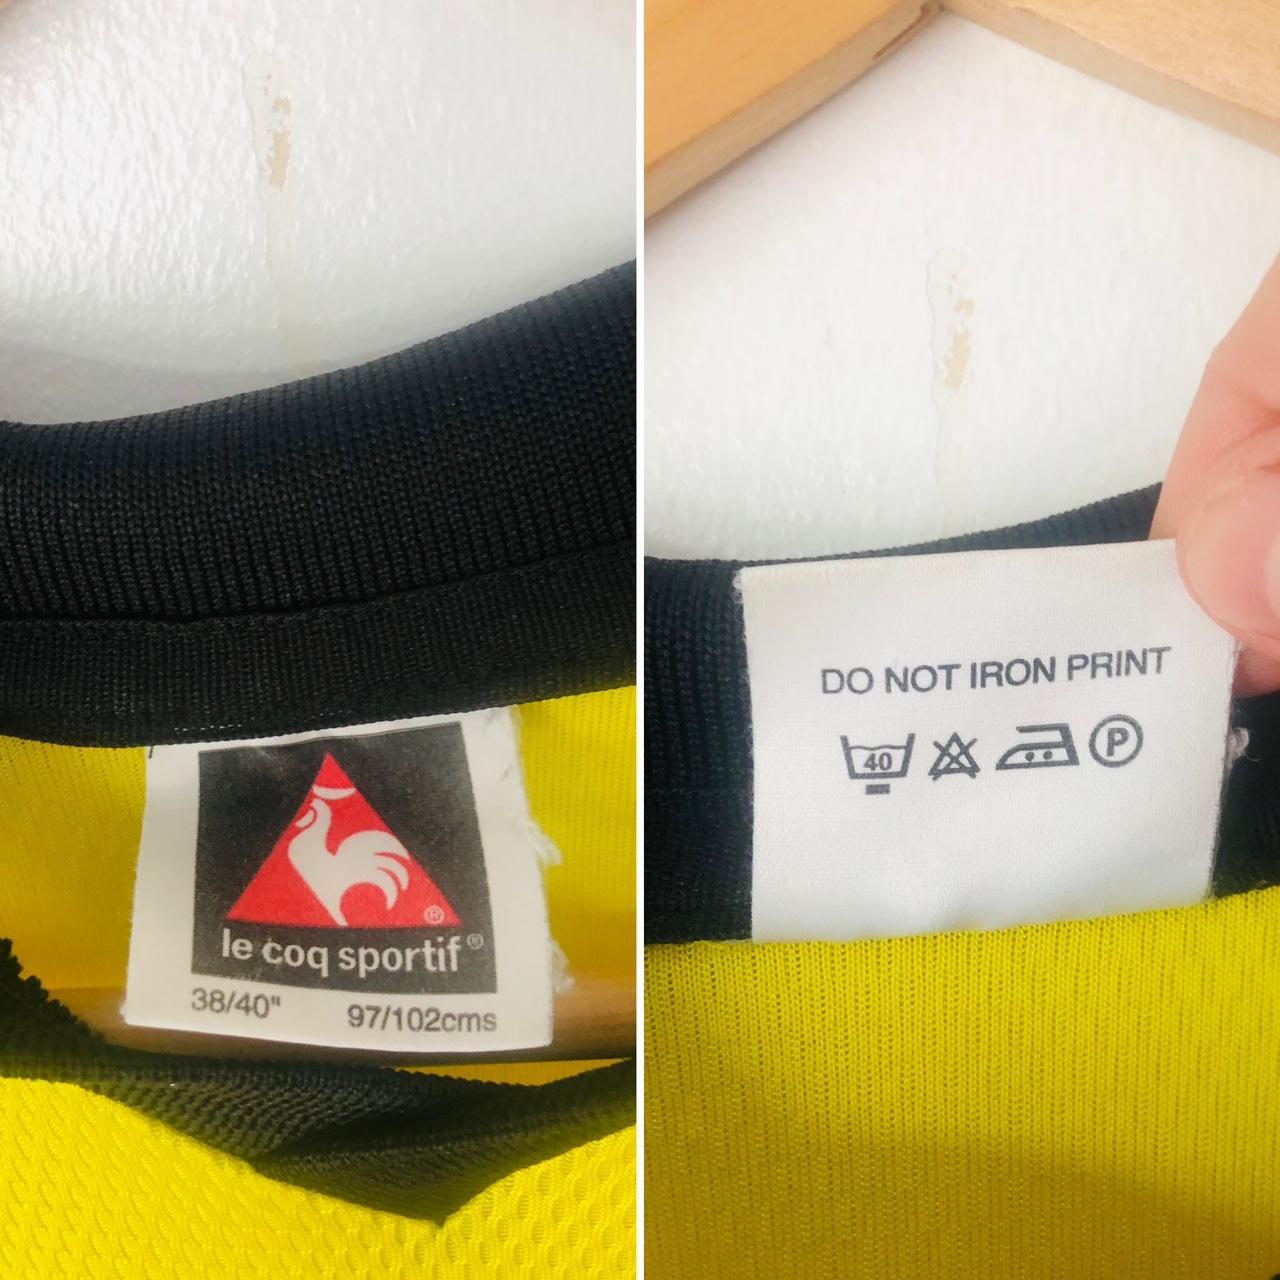 le coq sportif®
38/40" 97/102cms
DO NOT IRON PRINT
40 P